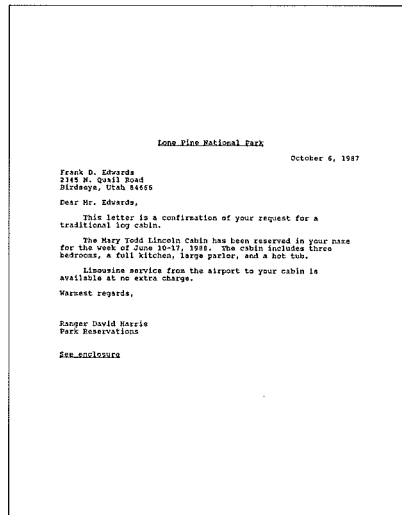 Lone Pine National Park
October 6, 1987
Frank D. Edwards
2345 N. Quail Road
Birdseye, Utah 84666
Dear Mr. Edwards,
This letter is a confirmation of your request for a
traditional log cabin.
The Mary Todd Lincoln Cabin has been reserved in your name
for the week of June 10-17, 1988. The cabin includes three
bedrooms, a full kitchen, large parlor, and a hot tub.
Limousine service from the airport to your cabin is
available at no extra charge.
Warmest regards,
Ranger David Harris
Park Reservations
See enclosure